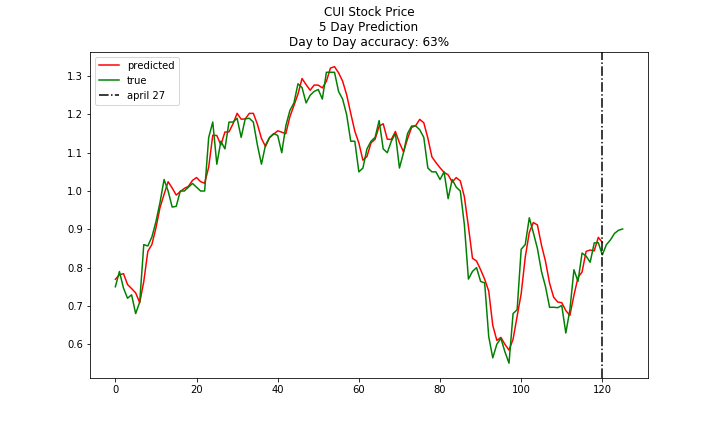 CUI Stock Price
5 Day Prediction
Day to Day accuracy: 63%
predicted
true
april 27
1.3
1.2
1.1
1.0
0.9
0.8
0.7
0.6
0 20 40 60 80 100 120